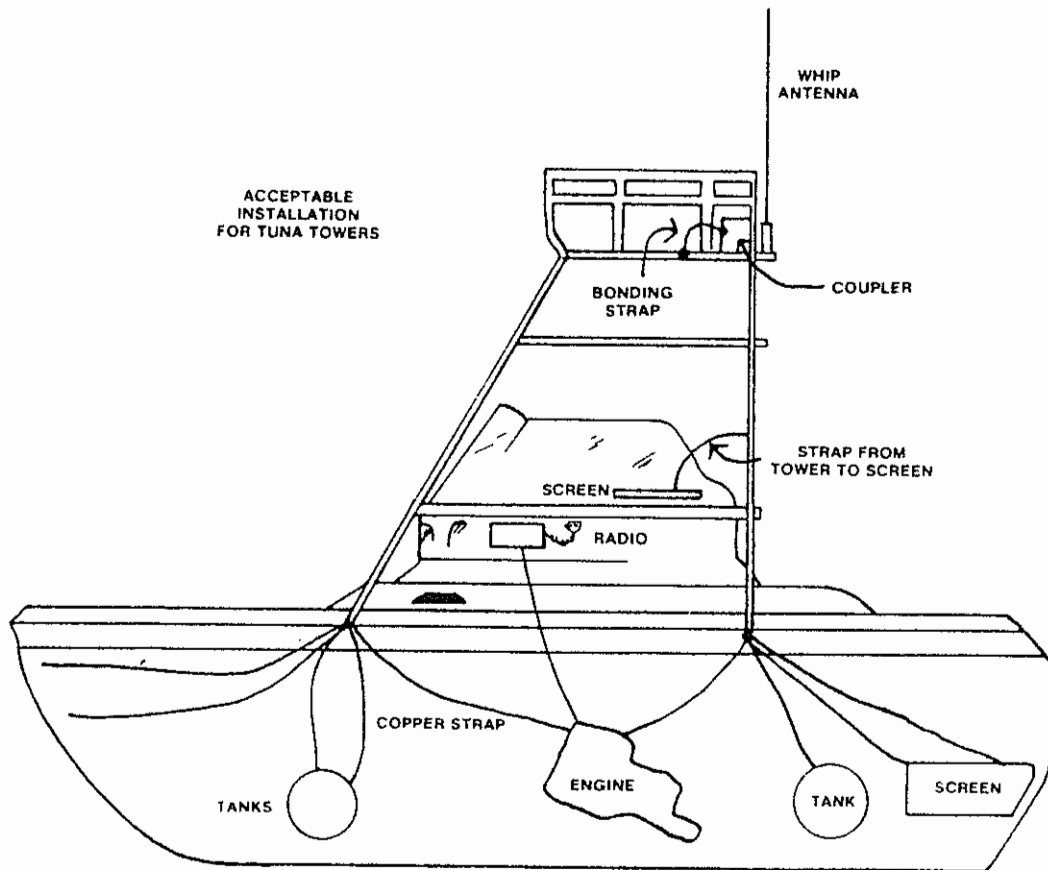 WHIP
ANTENNA
ACCEPTABLE
INSTALLATION
FOR TUNA TOWERS
BONDING
STRAP
COUPLER
STRAP FROM
TOWER TO SCREEN
SCREEN
RADIO
COPPER STRAP
TANKS
ENGINE
TANK
SCREEN